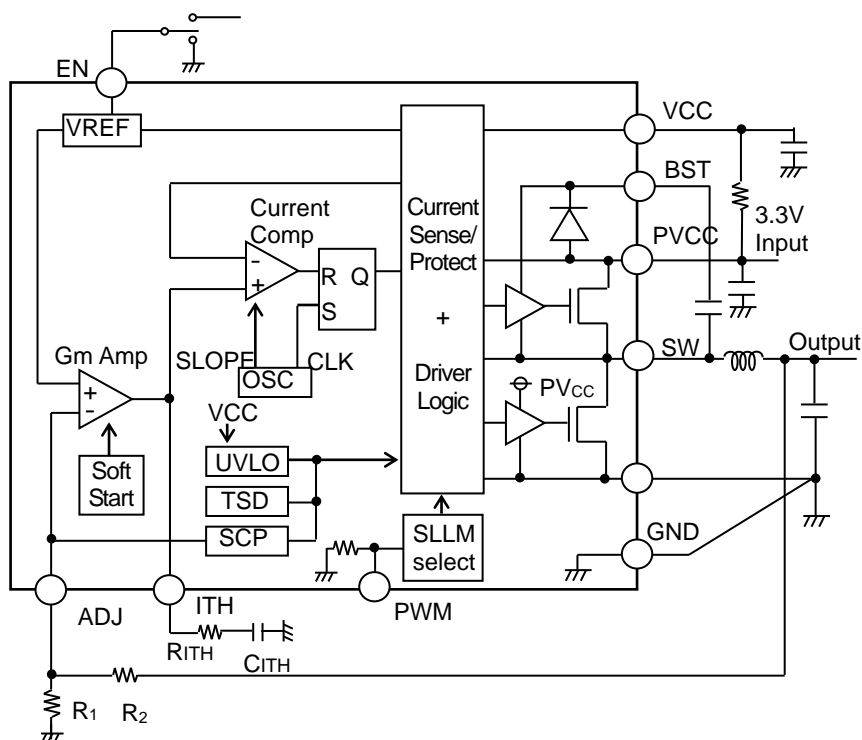 EN
VREF
VCC
BST
Current
Comp
-
+
R Q
S
Current
Sense/
Protect
+
Driver
Logic
3.3V
Input
PVCC
Gm Amp
+
-
SLOPE
OSC
CLK
SW
Output
PVCC
VCC
UVLO
Soft
Start
TSD
SCP
SLLM
select
GND
ADJ
ITH
PWM
RITH
CITH
R1
R2